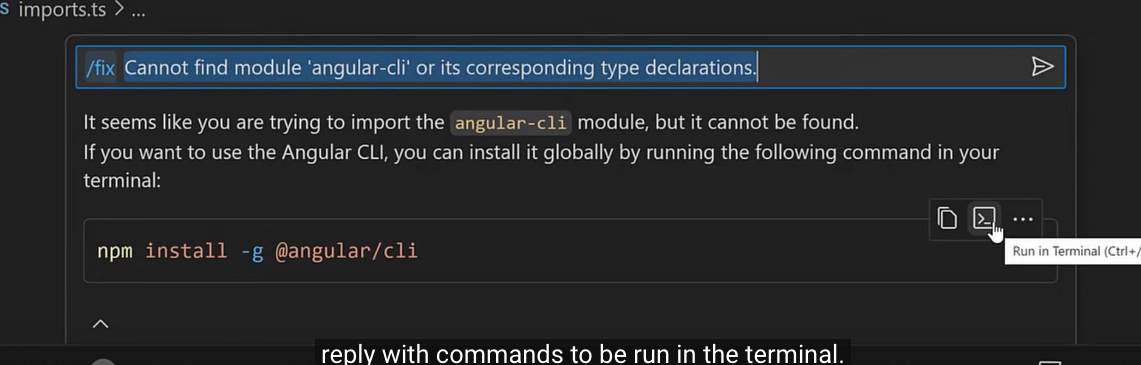 S imports.ts > ...
/fix Cannot find module 'angular-cli' or its corresponding type declarations.
It seems like you are trying to import the angular-cli module, but it cannot be found.
If you want to use the Angular CLI, you can install it globally by running the following command in your
terminal:
npm install -g @angular/cli
Run in Terminal (Ctrl+/
reply with commands to be run in the terminal.